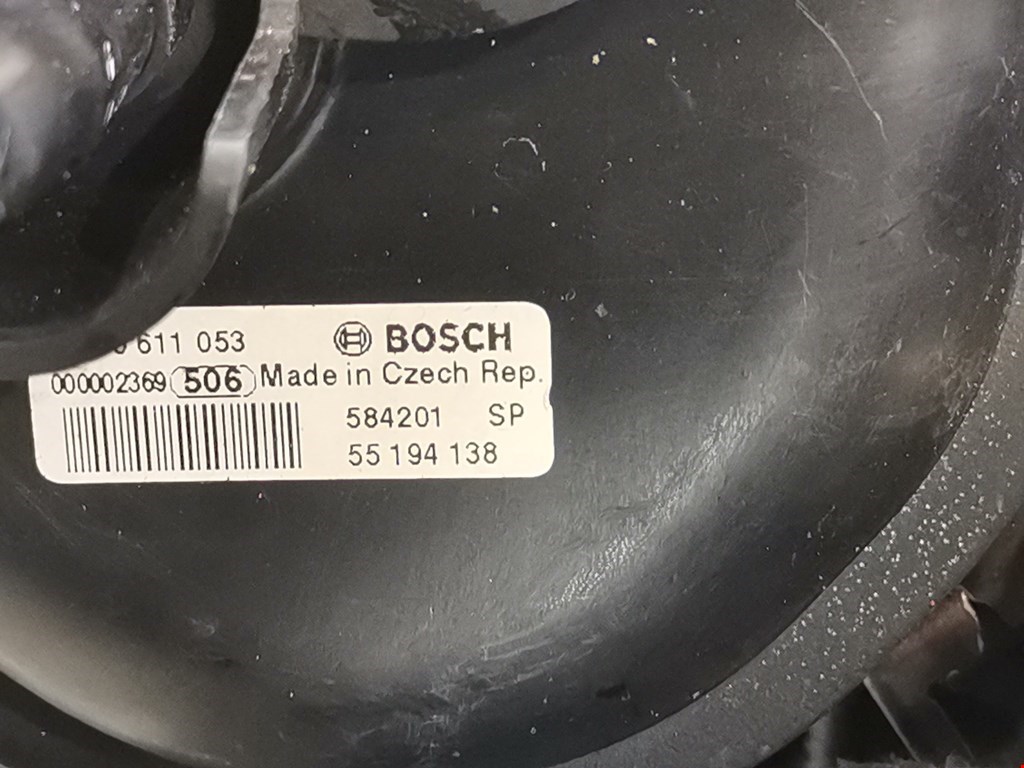 611 053 BOSCH
000002369 506 Made in Czech Rep.
584201 SP
55 194 138